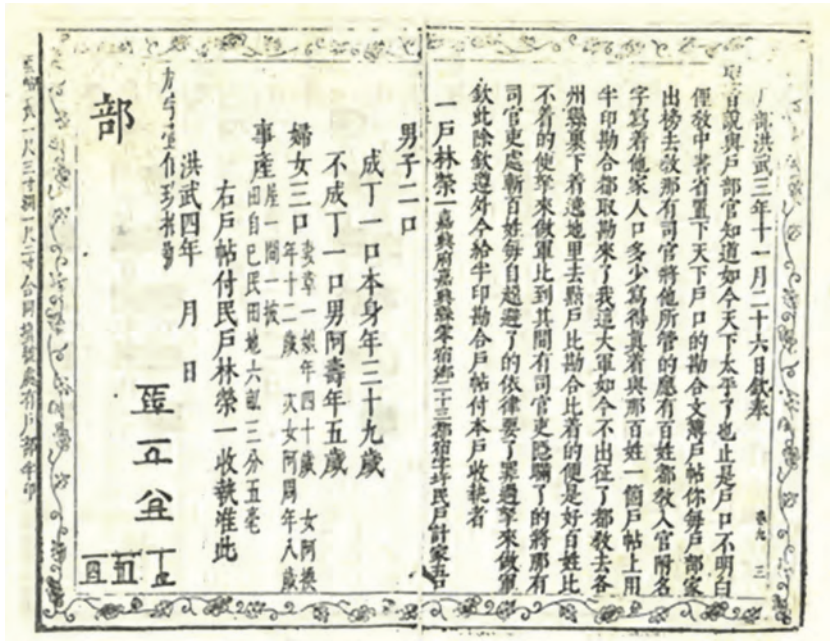 戶部洪武三年十一月二十六日欽奉
聖旨說與戶部官知道如今天下太平了也止是戶口不明白
俚教中書省置下天下戶口的勘合文簿戶帖你每戶部家
出榜去教那有司官將他所管的應有百姓都教入官附名
字寫着他家人口多少寫得真着與那百姓一個戶帖上用
半印勘合都取勘來了我這大軍如今不出征了都教去各
州縣裏下着遶地里去點戶比勘合比着的便是好百姓比
不着的便拏來做軍比到其間有司官吏隱瞞了的將那有
司官吏處斬百姓每自趓避了的依律要了罪過拏來做軍
欽此除欽遵外今給半印勘合戶帖付本戶收執者
一戶林榮一嘉興府嘉興縣零宿鄉二十三都宿字圩民戶計家五口
男子二口
成丁一口本身年三十九歲
不成丁一口男阿壽年五歲
婦女三口
妻章一娘年四十歲 女阿換
年十二歲 次女阿周年八歲
事產
屋一間一披
田自己民田地六畝三分五毫
右戶帖付民戶林榮一收執准此
洪武四年 月 日
部
卷九 三